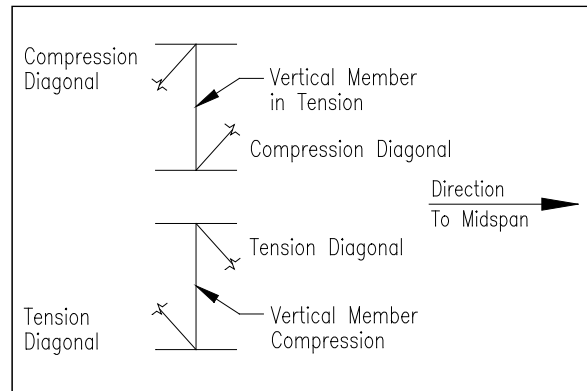 Compression
Diagonal
Vertical Member
in Tension
Compression Diagonal
Direction
To Midspan
Tension Diagonal
Tension
Diagonal
Vertical Member
Compression